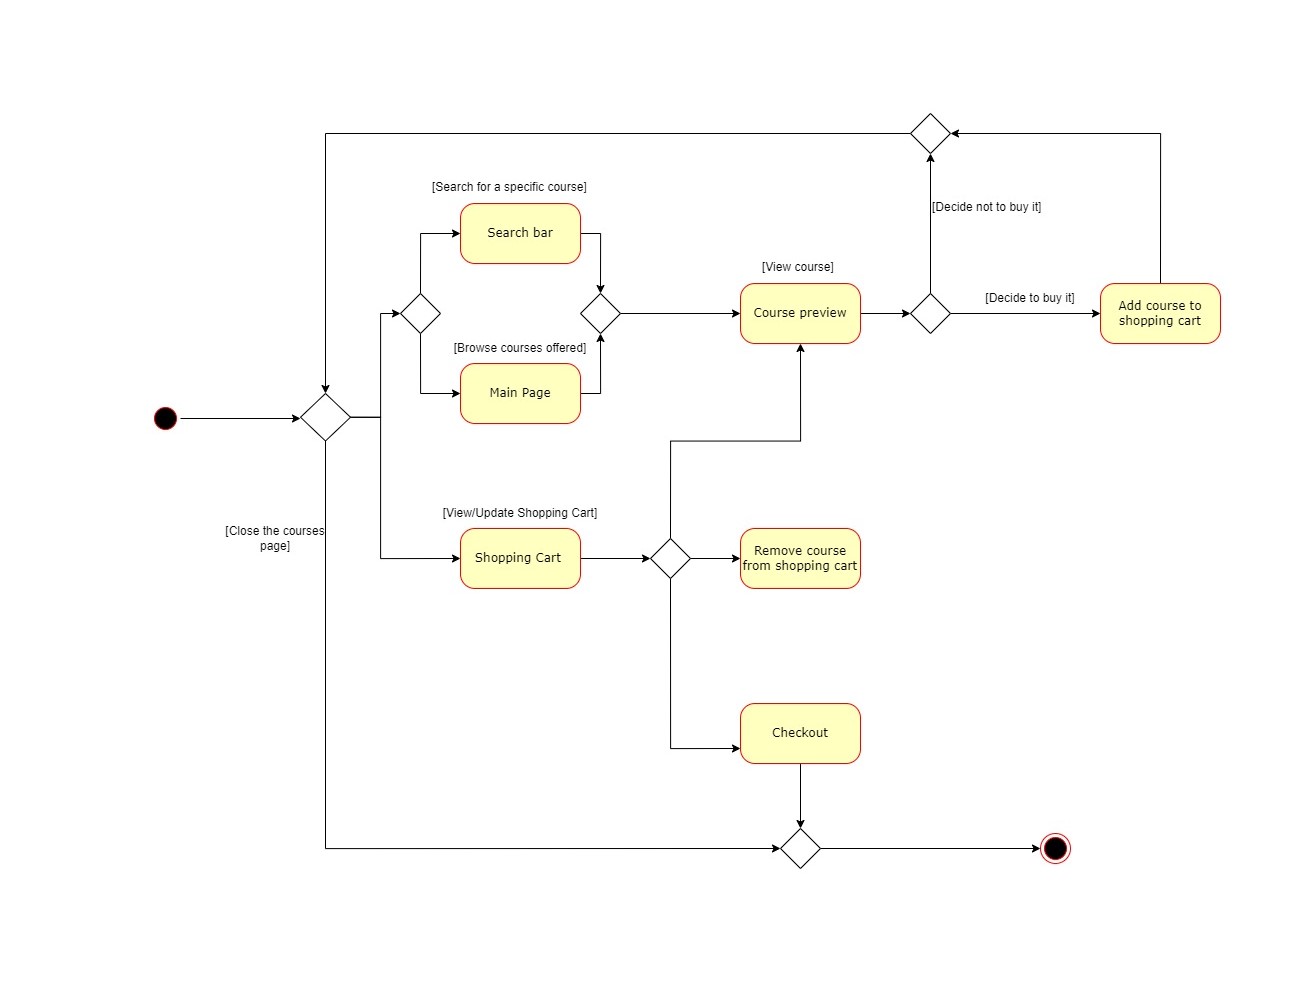 [Search for a specific course]
[Decide not to buy it]
Search bar
[View course]
[Decide to buy it]
Course preview
Add course to
shopping cart
[Browse courses offered]
Main Page
[View/Update Shopping Cart]
[Close the courses
page]
Shopping Cart
Remove course
from shopping cart
Checkout